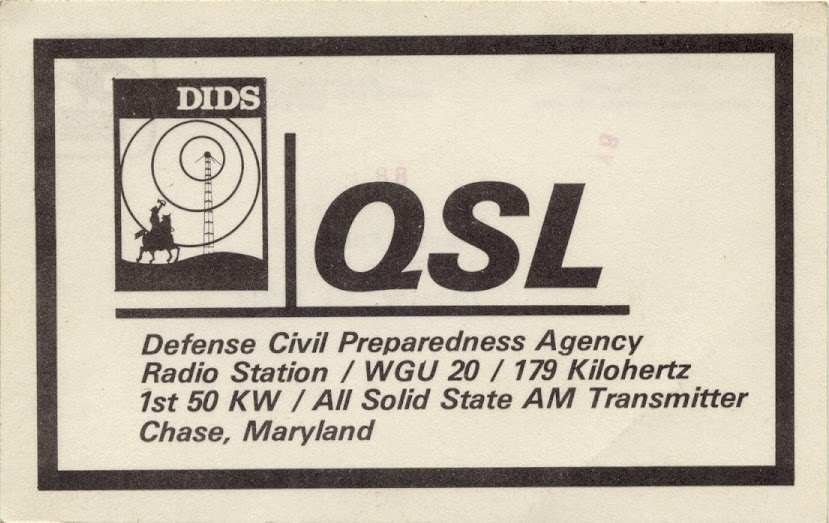 DIDS
QSL
Defense Civil Preparedness Agency
Radio Station / WGU 20 / 179 Kilohertz
1st 50 KW / All Solid State AM Transmitter
Chase, Maryland